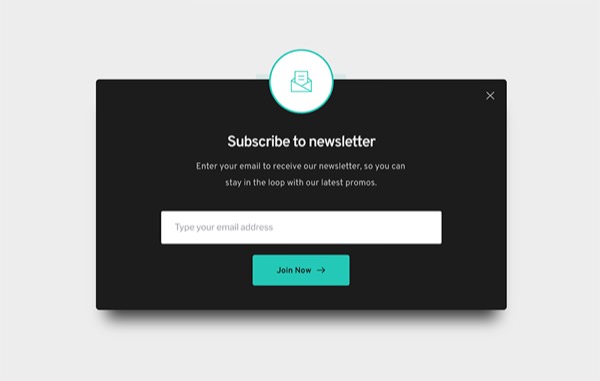 Subscribe to newsletter
Enter your email to receive our newsletter, so you can
stay in the loop with our latest promos.
Type your email address
Join Now